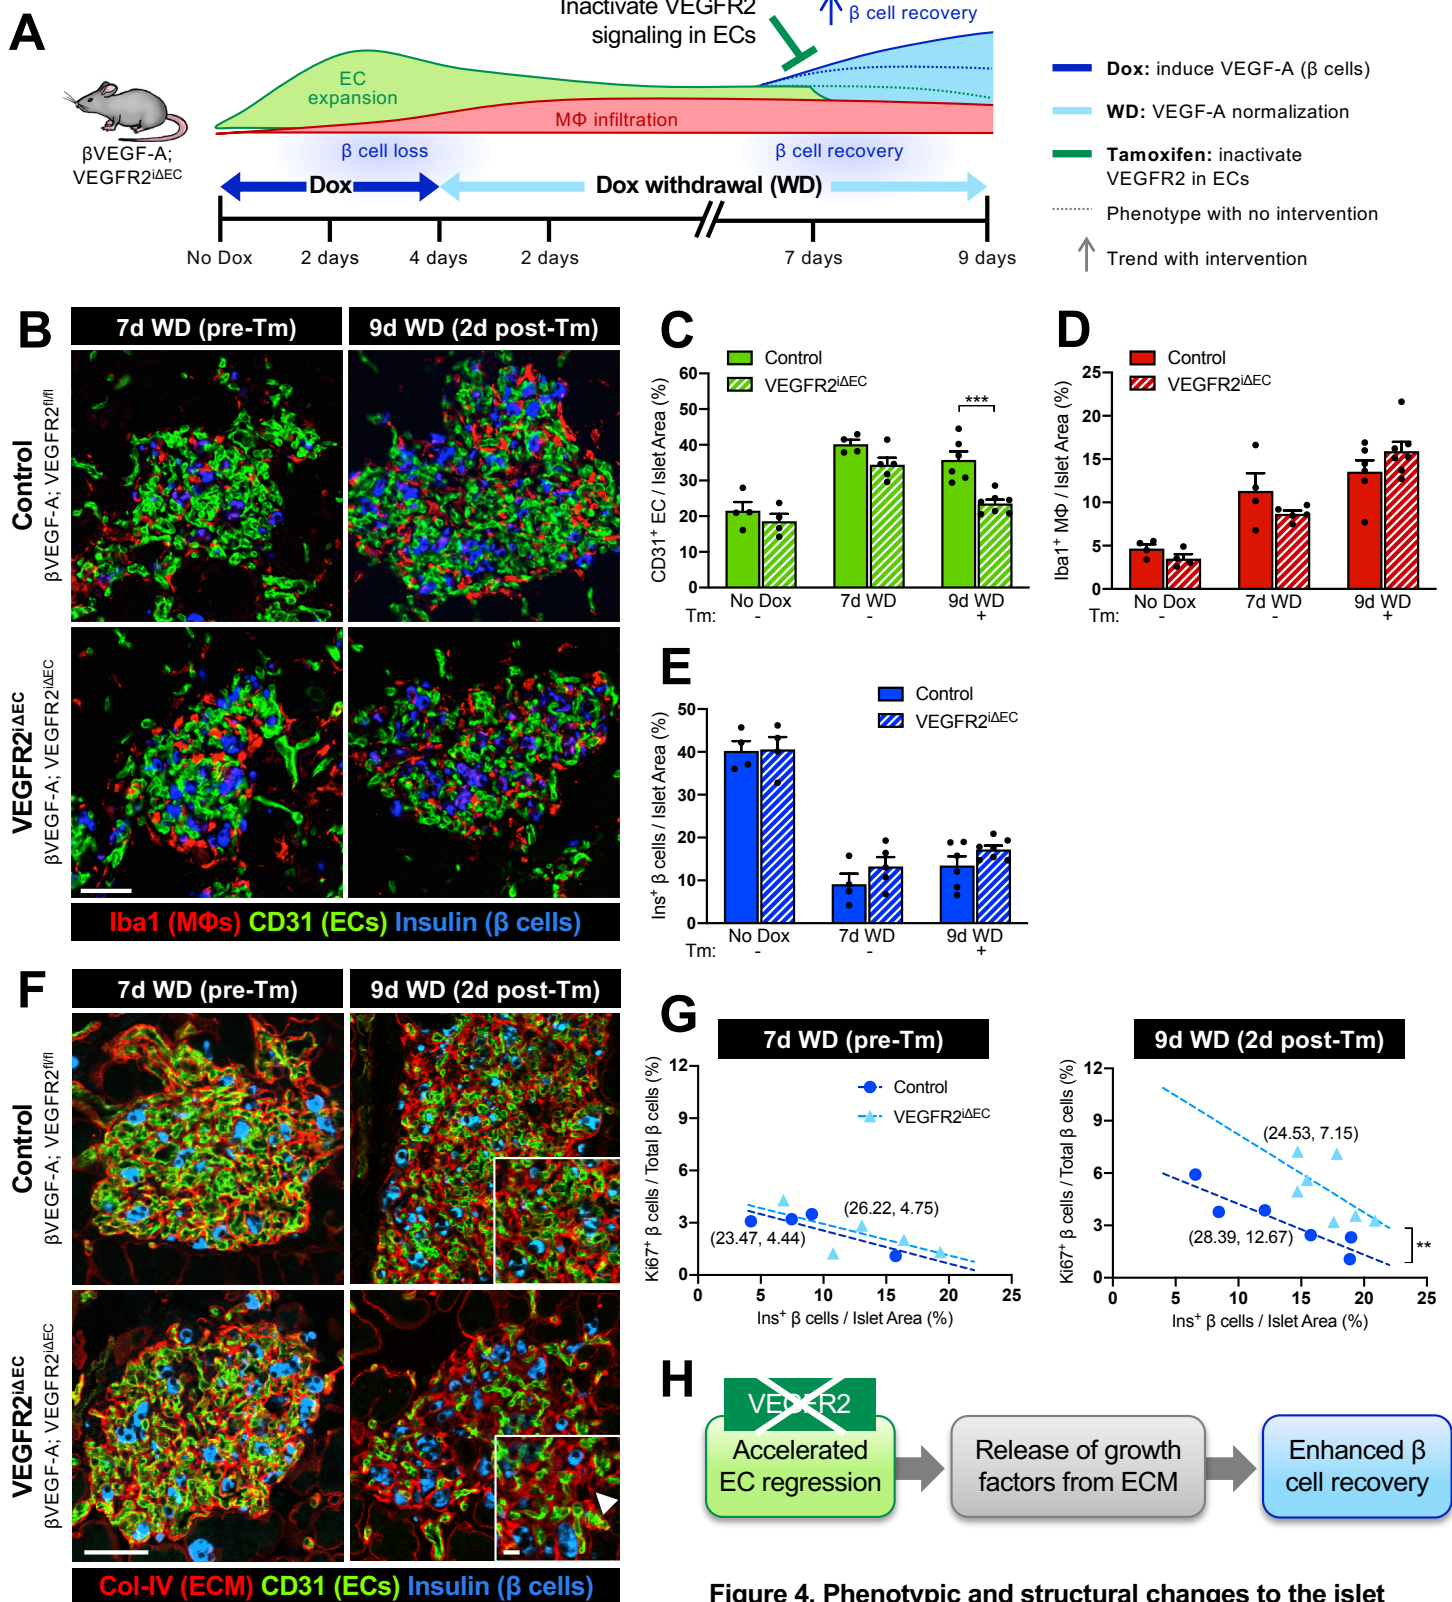 A
Inactivate VEGFR2
signaling in ECs
β cell recovery
EC
expansion
MΦ infiltration
βVEGF-A;
VEGFR2iΔEC
β cell loss
β cell recovery
Dox
Dox withdrawal (WD)
No Dox
2 days
4 days
2 days
7 days
9 days
Dox: induce VEGF-A (β cells)
WD: VEGF-A normalization
Tamoxifen: inactivate
VEGFR2 in ECs
Phenotype with no intervention
Trend with intervention
B
7d WD (pre-Tm)
9d WD (2d post-Tm)
Control
βVEGF-A; VEGFR2fl/fl
VEGFR2iΔEC
βVEGF-A; VEGFR2iΔEC
Iba1 (MΦs) CD31 (ECs) Insulin (β cells)
C
Control
VEGFR2iΔEC
CD31+ EC / Islet Area (%)
60
50
40
30
20
10
0
***
No Dox
7d WD
9d WD
Tm:
-
-
+
D
Control
VEGFR2iΔEC
Iba1+ MΦ / Islet Area (%)
25
20
15
10
5
0
No Dox
7d WD
9d WD
Tm:
-
-
+
E
Control
VEGFR2iΔEC
Ins+ β cells / Islet Area (%)
50
40
30
20
10
0
No Dox
7d WD
9d WD
Tm:
-
-
+
F
7d WD (pre-Tm)
9d WD (2d post-Tm)
Control
βVEGF-A; VEGFR2fl/fl
VEGFR2iΔEC
βVEGF-A; VEGFR2iΔEC
Col-IV (ECM) CD31 (ECs) Insulin (β cells)
G
7d WD (pre-Tm)
Control
VEGFR2iΔEC
Ki67+ β cells / Total β cells (%)
12
9
6
3
0
(26.22, 4.75)
(23.47, 4.44)
0
5
10
15
20
25
Ins+ β cells / Islet Area (%)
9d WD (2d post-Tm)
Ki67+ β cells / Total β cells (%)
12
9
6
3
0
(24.53, 7.15)
(28.39, 12.67)
**
0
5
10
15
20
25
Ins+ β cells / Islet Area (%)
H
VEGFR2
Accelerated
EC regression
Release of growth
factors from ECM
Enhanced β
cell recovery
Figure 4. Phenotypic and structural changes to the islet